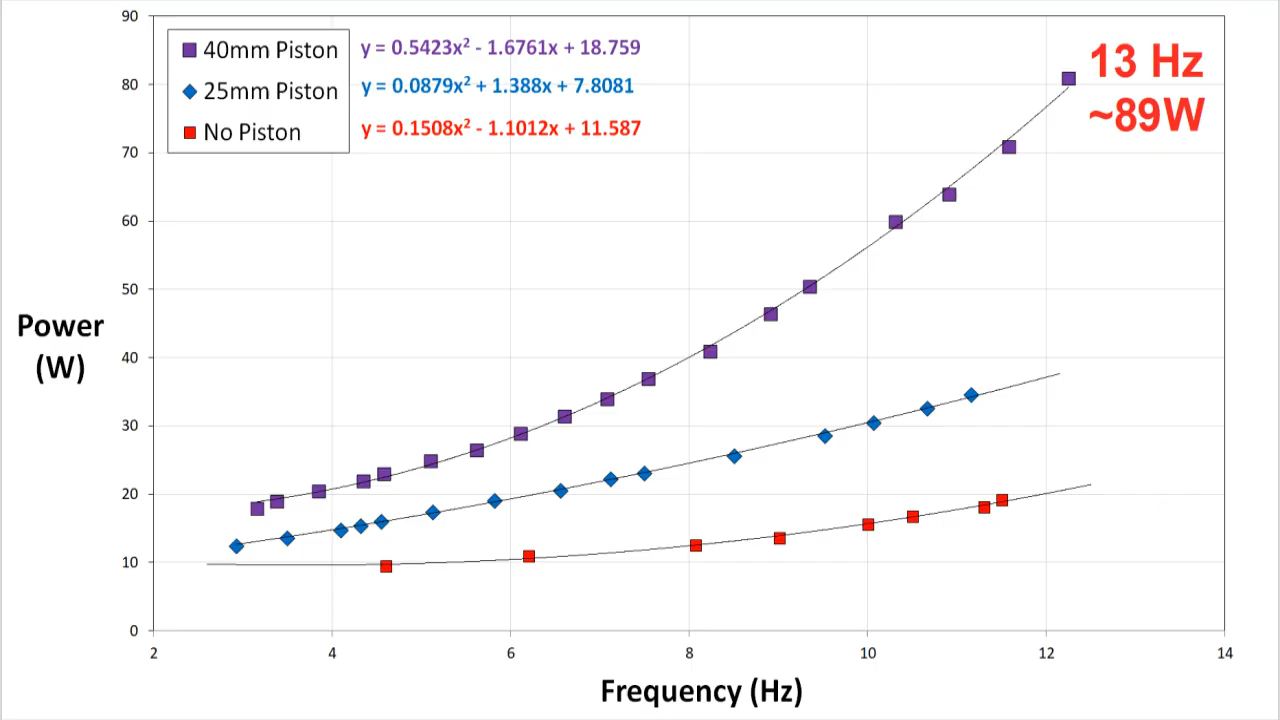 90
80
70
60
50
40
30
20
10
0
40mm Piston
y = 0.5423x² - 1.6761x + 18.759
25mm Piston
y = 0.0879x² + 1.388x + 7.8081
No Piston
y = 0.1508x² - 1.1012x + 11.587
13 Hz
~89W
Power
(W)
2 4 6 8 10 12 14
Frequency (Hz)